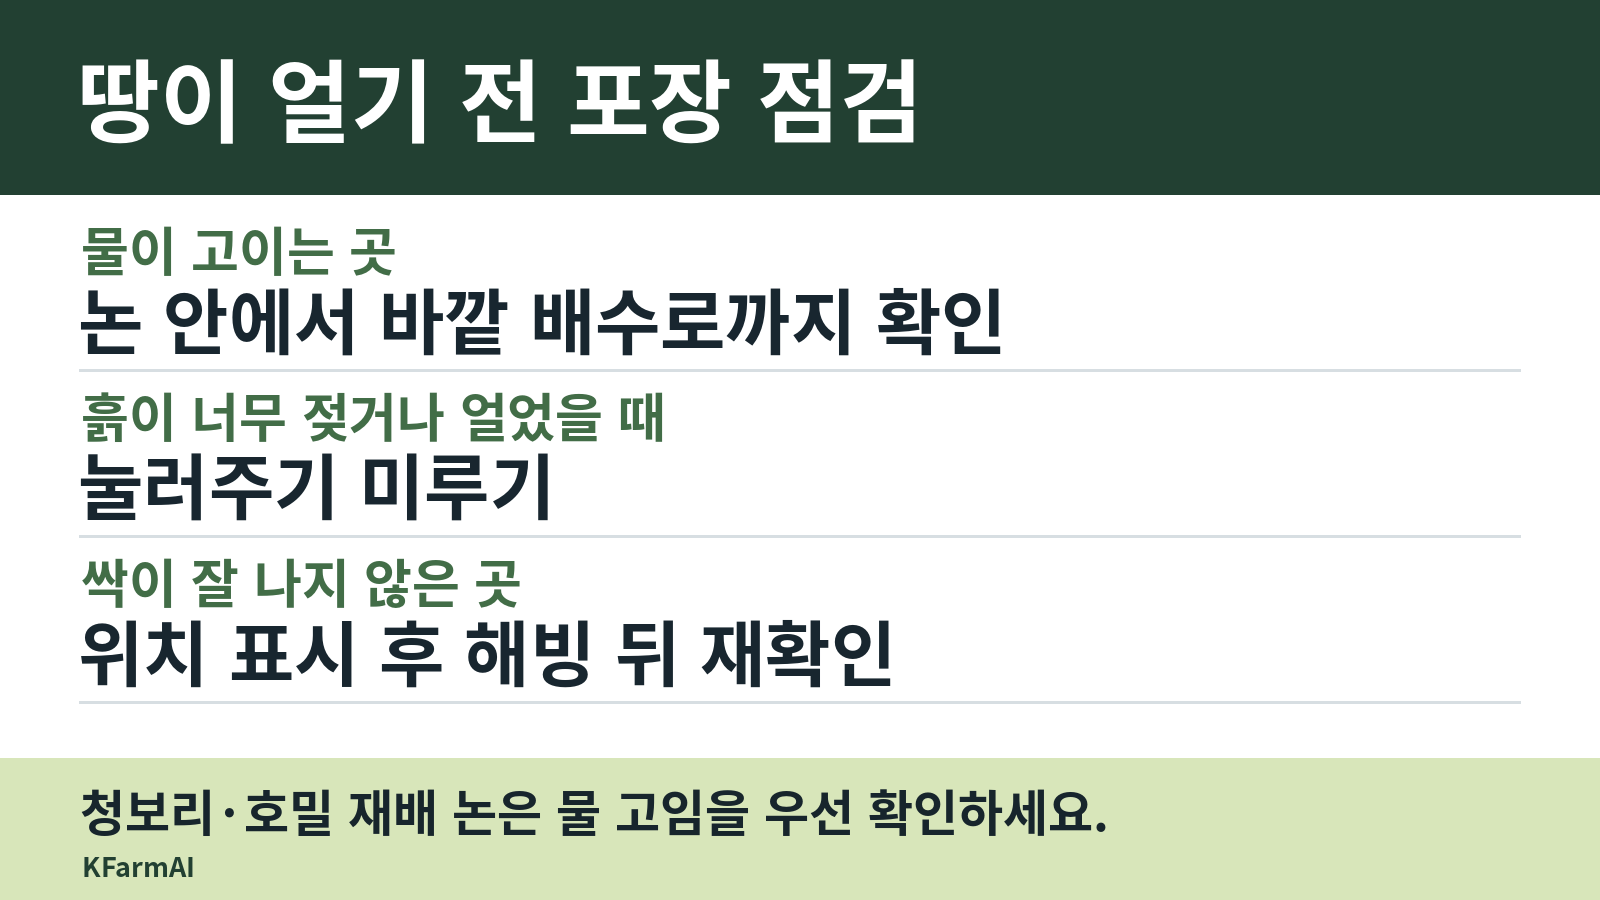 땅이 얼기 전 포장 점검
물이 고이는 곳
논 안에서 바깥 배수로까지 확인
흙이 너무 젖거나 얼었을 때
눌러주기 미루기
싹이 잘 나지 않은 곳
위치 표시 후 해빙 뒤 재확인
청보리·호밀 재배 논은 물 고임을 우선 확인하세요.
KFarmAI